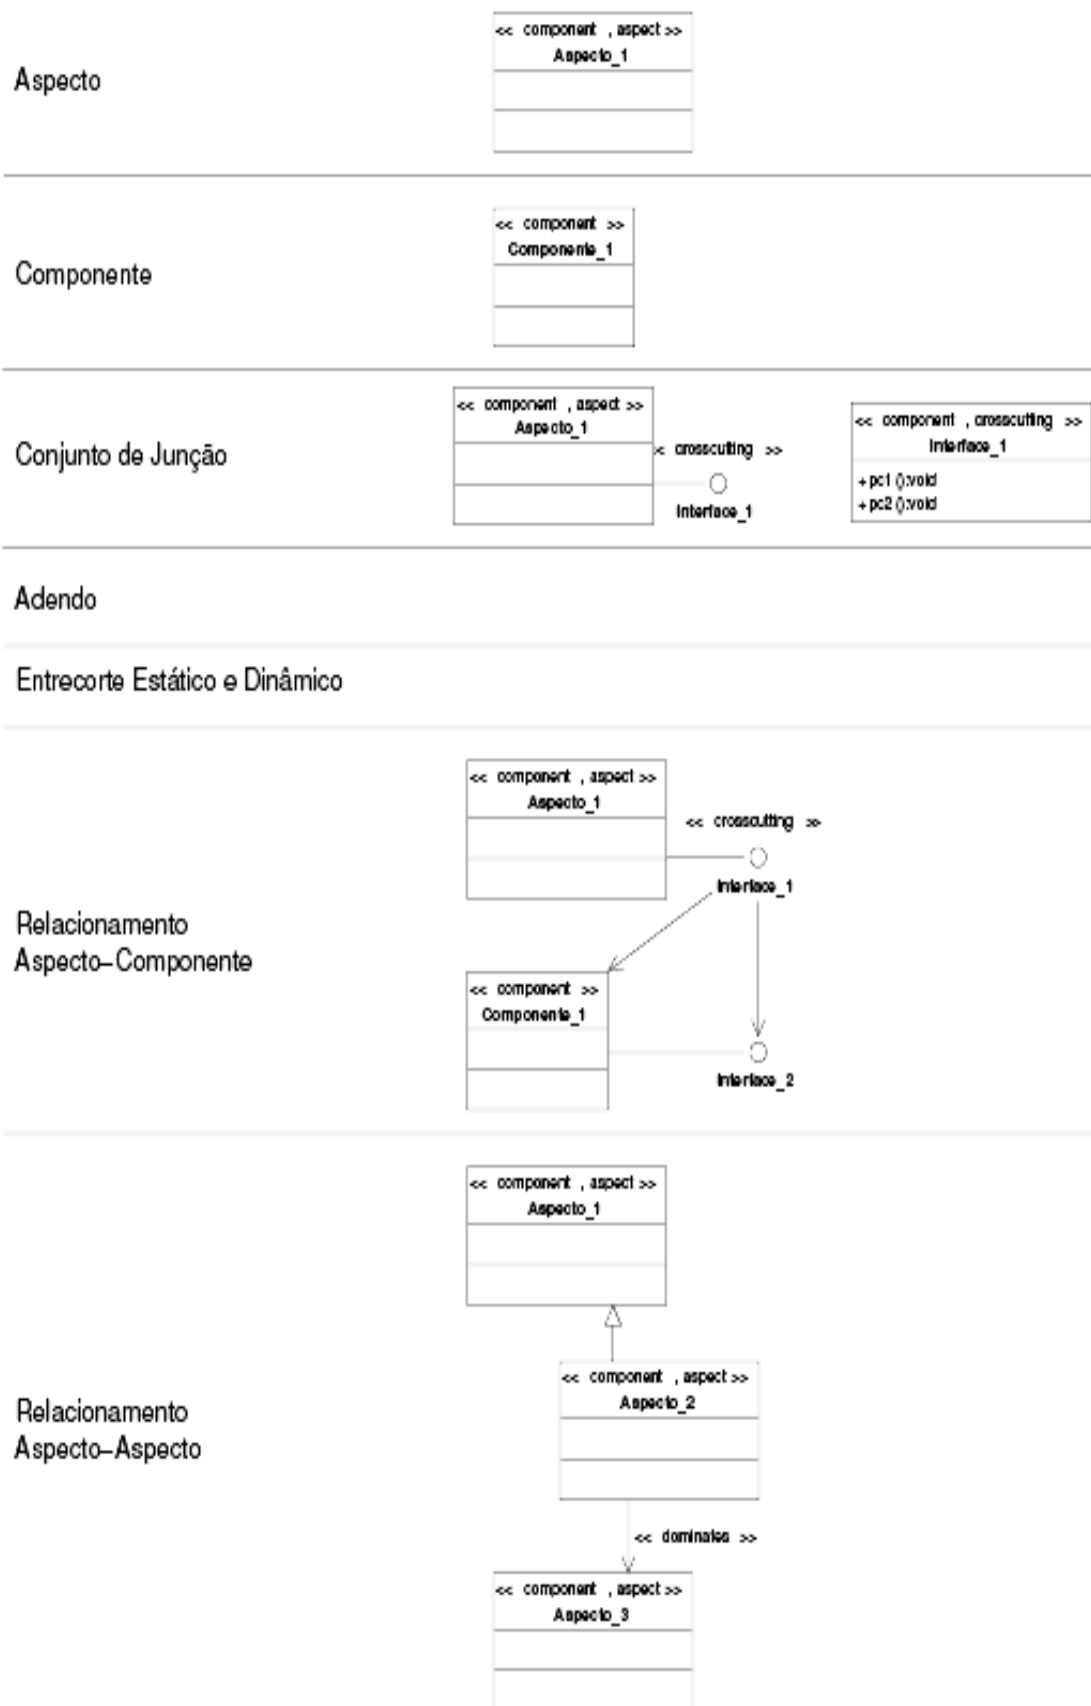 << component , aspect >>
Aspecto_1
Aspecto
<< component >>
Componente_1
Componente
<< component , aspect >>
Aspecto_1
< crosscutting >>
Interface_1
<< component , crosscutting >>
Interface_1
+ pc1 ():void
+ pc2 ():void
Conjunto de Junção
Adendo
Entrecorte Estático e Dinâmico
<< component , aspect >>
Aspecto_1
<< crosscutting >>
Interface_1
Relacionamento
Aspecto–Componente
<< component >>
Componente_1
Interface_2
<< component , aspect >>
Aspecto_1
<< component , aspect >>
Aspecto_2
Relacionamento
Aspecto–Aspecto
<< dominates >>
<< component , aspect >>
Aspecto_3